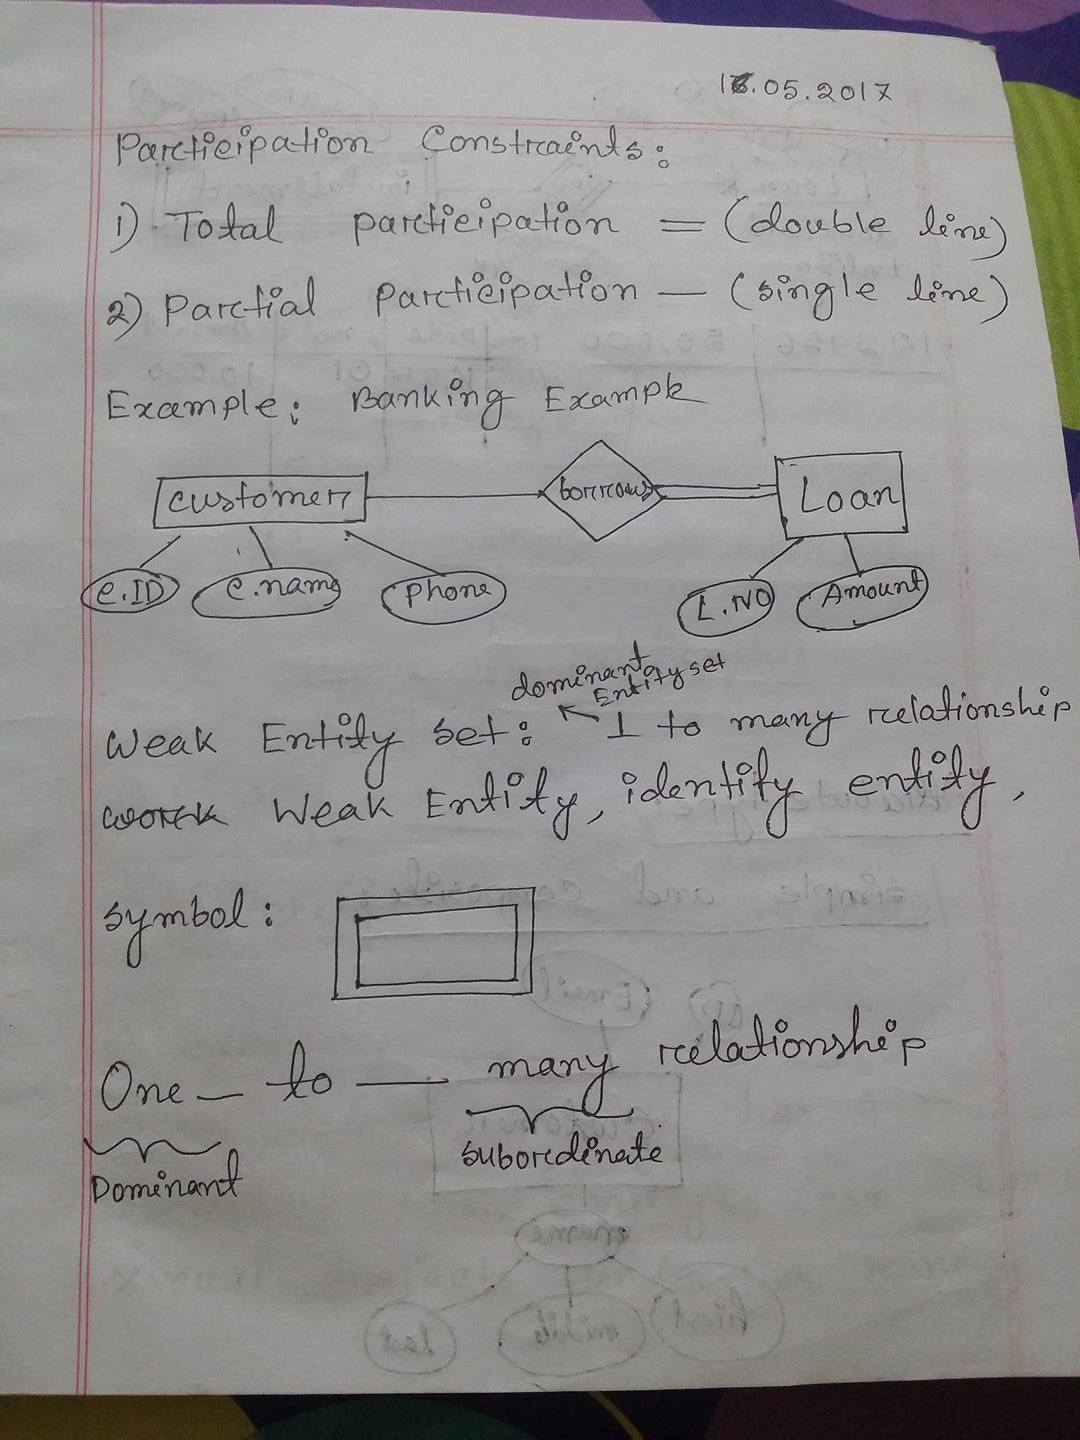 16.05.2017
Participation Constraints:
1) Total participation = (double line)
2) Partial Participation — (single line)
Example: Banking Example
customer borrows Loan
c.ID c.name Phone L.NO Amount
dominant
Entity set
Weak Entity set: 1 to many relationship
Weak Entity, identify entity,
symbol:
One — to — many relationship
Dominant subordinate